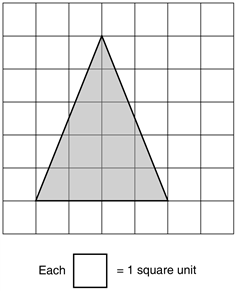 Each = 1 square unit